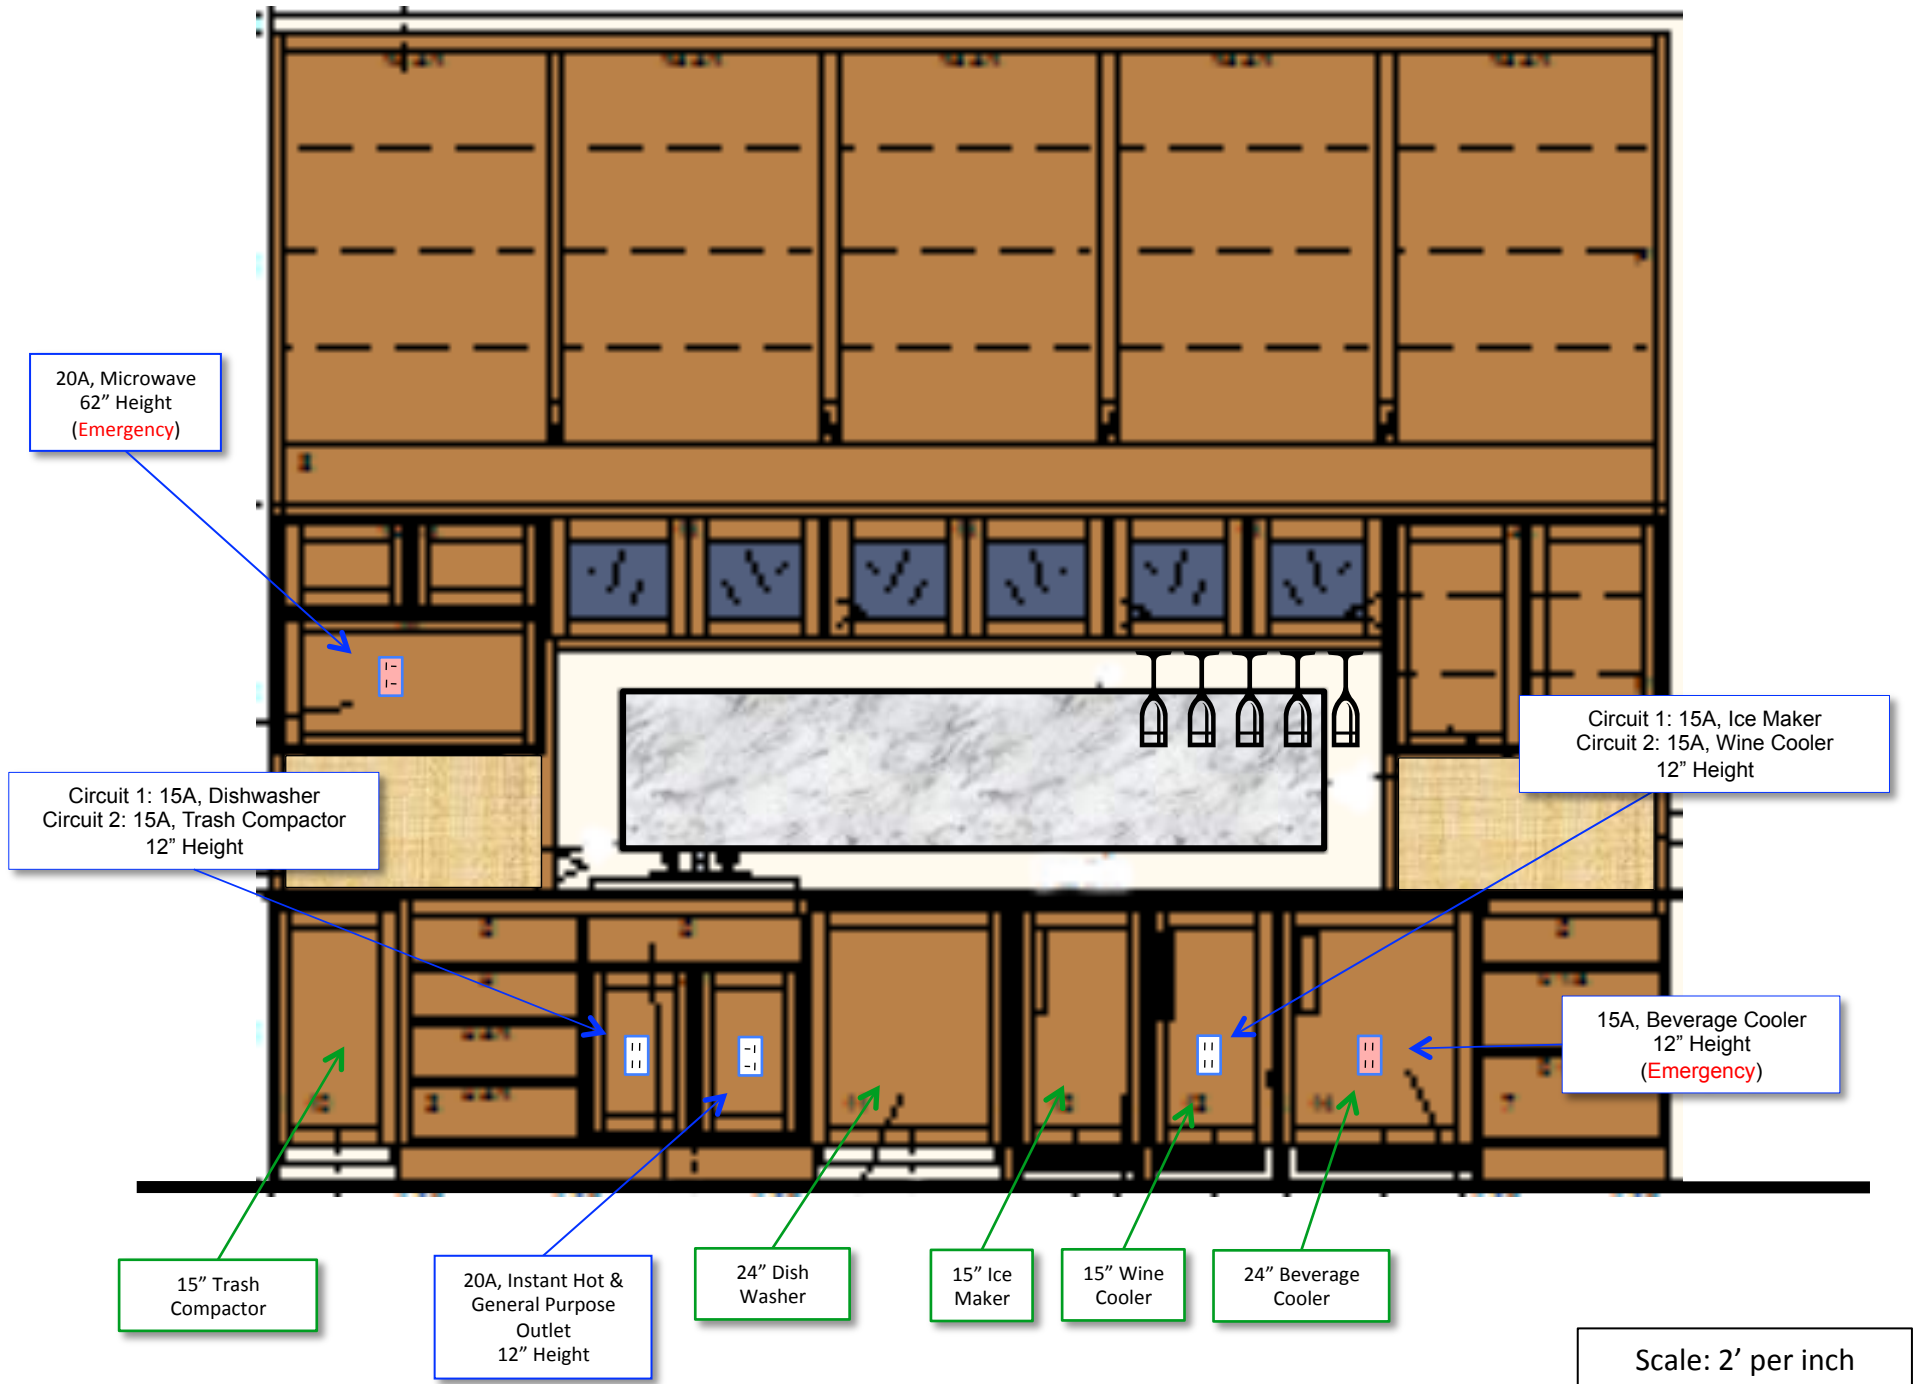 20A, Microwave
62” Height
(Emergency)
Circuit 1: 15A, Ice Maker
Circuit 2: 15A, Wine Cooler
12” Height
Circuit 1: 15A, Dishwasher
Circuit 2: 15A, Trash Compactor
12” Height
15A, Beverage Cooler
12” Height
(Emergency)
15” Trash
Compactor
20A, Instant Hot &
General Purpose
Outlet
12” Height
24” Dish
Washer
15” Ice
Maker
15” Wine
Cooler
24” Beverage
Cooler
Scale: 2’ per inch